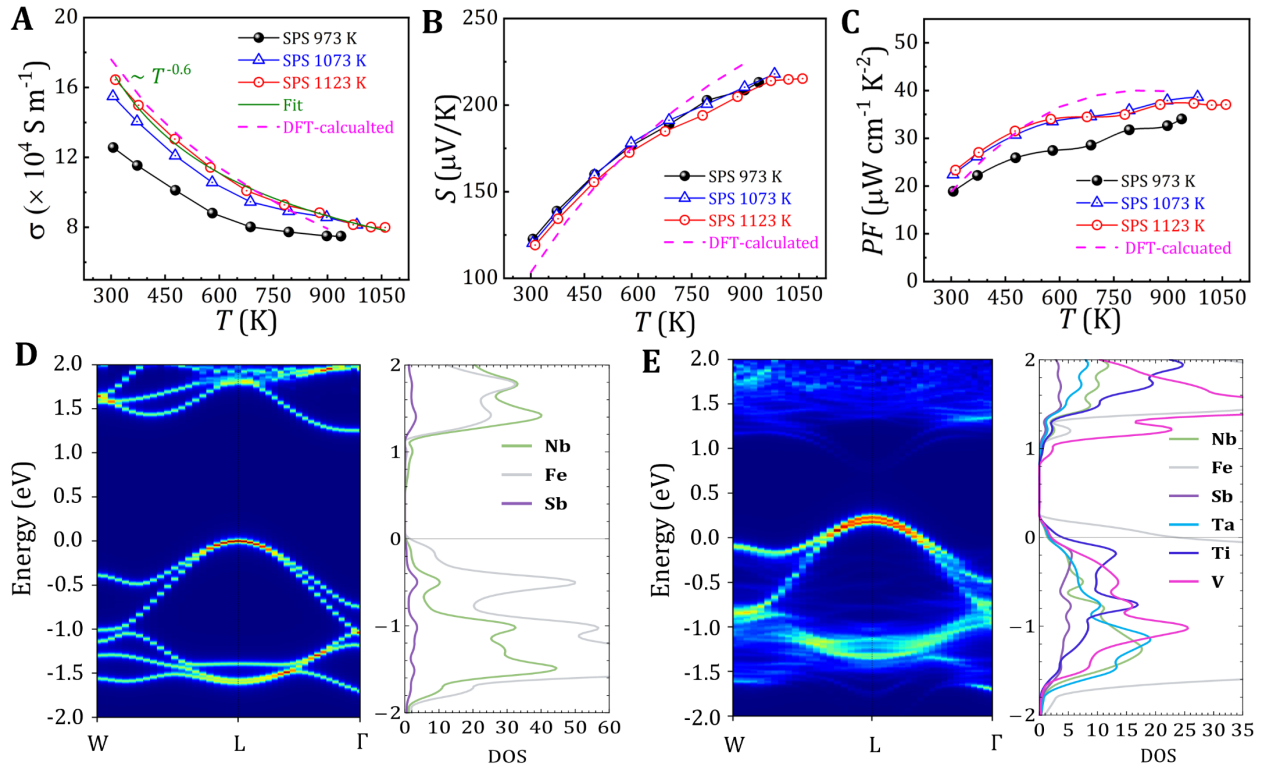 A
σ (× 10⁴ S m⁻¹)
20
16
12
8
4
SPS 973 K
SPS 1073 K
SPS 1123 K
Fit
DFT-calcualted
~ T⁻⁰·⁶
300 450 600 750 900 1050
T (K)
B
S (μV/K)
250
200
150
100
SPS 973 K
SPS 1073 K
SPS 1123 K
DFT-calculated
300 450 600 750 900 1050
T (K)
C
PF (μW cm⁻¹ K⁻²)
50
40
30
20
10
0
SPS 973 K
SPS 1073 K
SPS 1123 K
DFT-calcuated
300 450 600 750 900 1050
T (K)
D
Energy (eV)
2.0
1.5
1.0
0.5
0.0
-0.5
-1.0
-1.5
-2.0
W L Γ
2
1
0
−1
−2
Nb
Fe
Sb
0 10 20 30 40 50 60
DOS
E
Energy (eV)
2.0
1.5
1.0
0.5
0.0
-0.5
-1.0
-1.5
-2.0
W L Γ
2
1
0
−1
−2
Nb
Fe
Sb
Ta
Ti
V
0 5 10 15 20 25 30 35
DOS